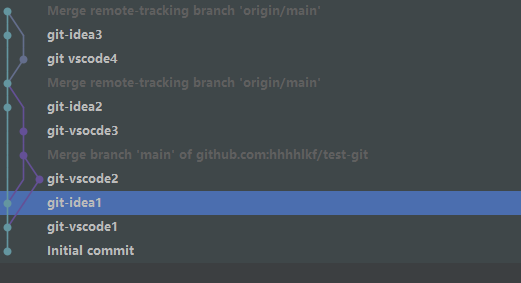 Merge remote-tracking branch 'origin/main'
git-idea3
git vscode4
Merge remote-tracking branch 'origin/main'
git-idea2
git-vsocde3
Merge branch 'main' of github.com:hhhhlkf/test-git
git-vscode2
git-idea1
git-vscode1
Initial commit